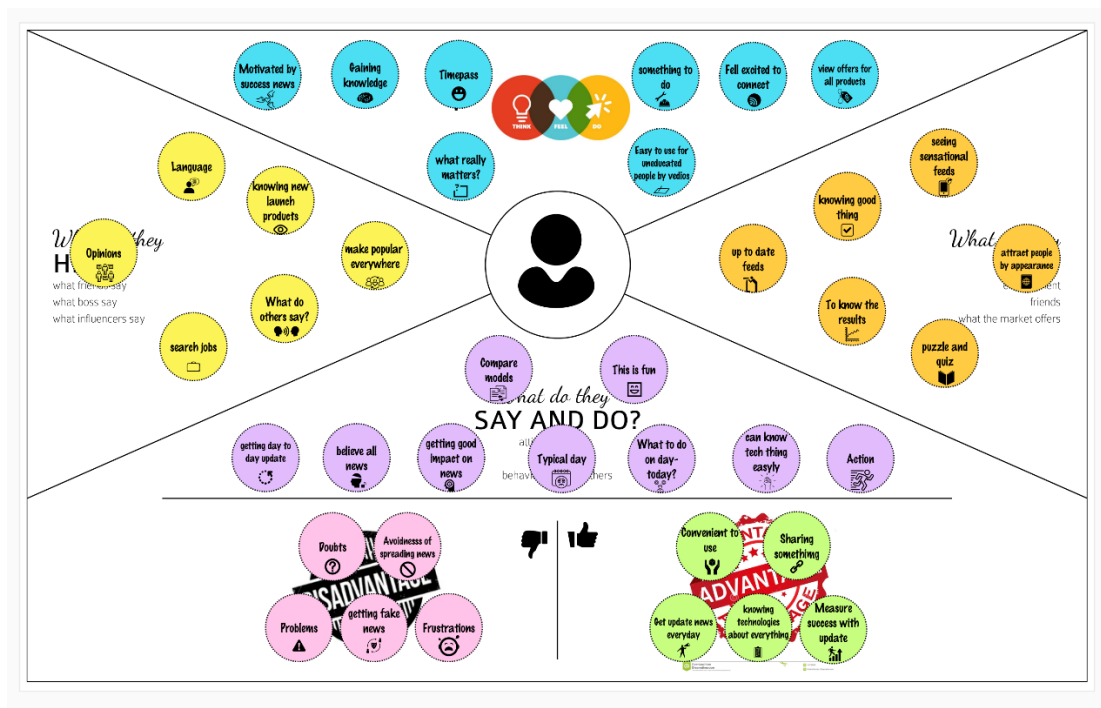 Motivated by
success news
Gaining
knowledge
Timepass
something to
do
Fell excited to
connect
view offers for
all products
THINK
FEEL
DO
what really
matters?
Easy to use for
uneducated
people by vedios
Language
knowing new
launch
products
Opinions
make popular
everywhere
What do
others say?
search jobs
they
what friends say
what boss say
what influencers say
seeing
sensational
feeds
knowing good
thing
up to date
feeds
attract people
by appearance
To know the
results
puzzle and
quiz
What
friends
what the market offers
Compare
models
This is fun
what do they
SAY AND DO?
getting day to
day update
believe all
news
getting good
Impact on
news
Typical day
What to do
on day-
today?
can know
tech thing
easyly
Action
Doubts
Avoidnesss of
spreading news
DISADVANTAGE
Problems
getting fake
news
Frustrations
Convenient to
use
Sharing
something
ADVANTAGE
Get update news
everyday
knowing
technologies
about everything
Measure
success with
update